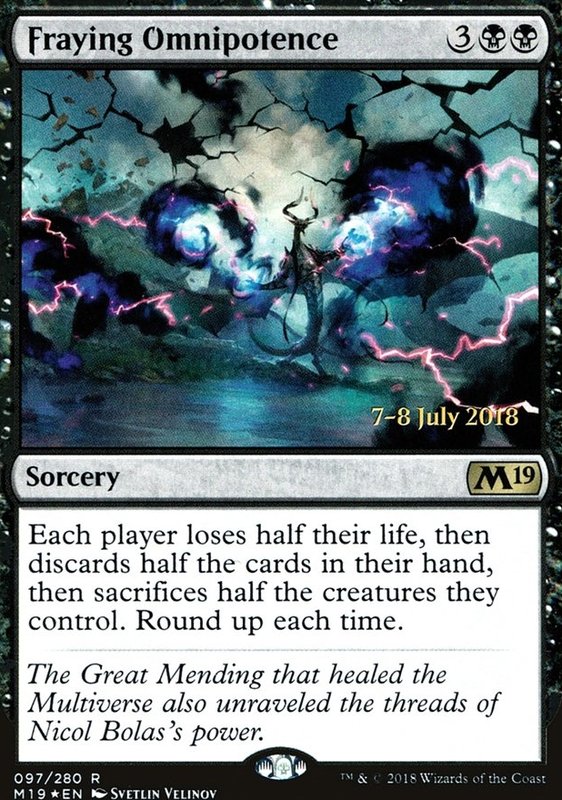 Fraying Omnipotence 3
7–8 July 2018
Sorcery
M19
Each player loses half their life, then
discards half the cards in their hand,
then sacrifices half the creatures they
control. Round up each time.
The Great Mending that healed the
Multiverse also unraveled the threads of
Nicol Bolas's power.
097/280 R
M19 ★ EN Svetlin Velinov
™ & © 2018 Wizards of the Coast